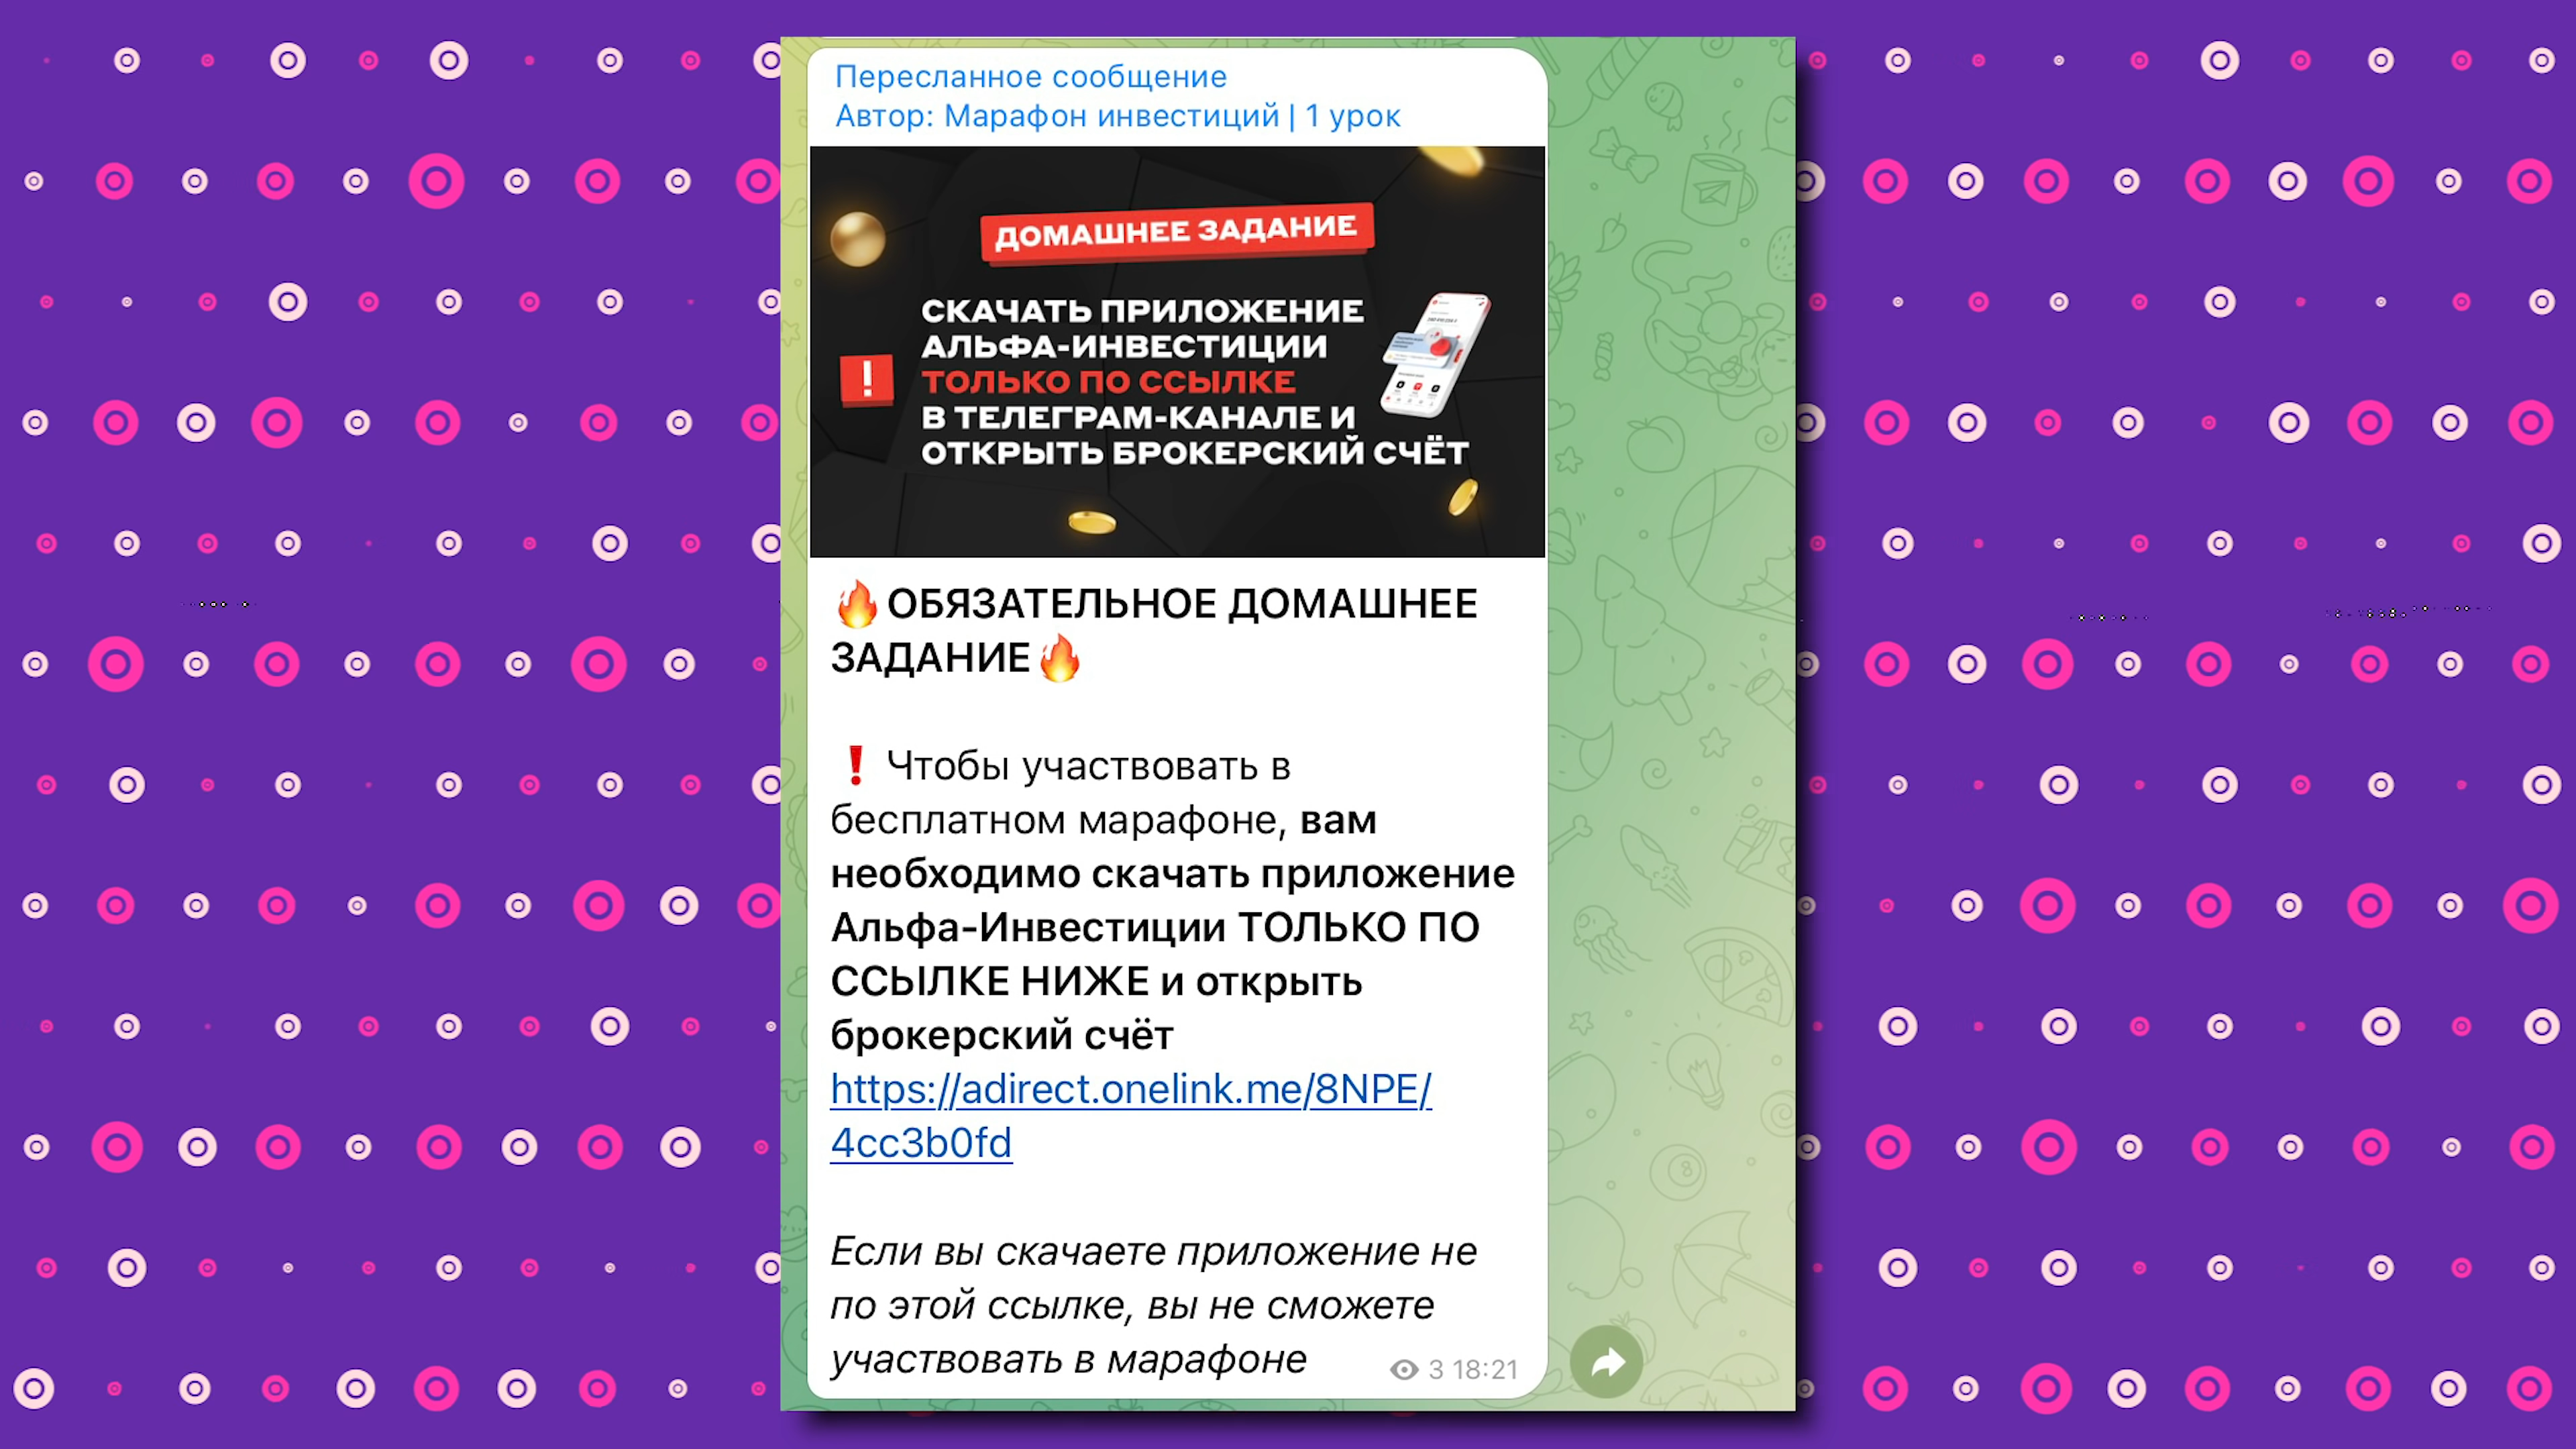 Пересланное сообщение
Автор: Марафон инвестиций | 1 урок
ДОМАШНЕЕ ЗАДАНИЕ
СКАЧАТЬ ПРИЛОЖЕНИЕ
АЛЬФА-ИНВЕСТИЦИИ
! ТОЛЬКО ПО ССЫЛКЕ
В ТЕЛЕГРАМ-КАНАЛЕ И
ОТКРЫТЬ БРОКЕРСКИЙ СЧЁТ
🔥ОБЯЗАТЕЛЬНОЕ ДОМАШНЕЕ
ЗАДАНИЕ🔥
❗ Чтобы участвовать в
бесплатном марафоне, вам
необходимо скачать приложение
Альфа-Инвестиции ТОЛЬКО ПО
ССЫЛКЕ НИЖЕ и открыть
брокерский счёт
https://adirect.onelink.me/8NPE/
4cc3b0fd
Если вы скачаете приложение не
по этой ссылке, вы не сможете
участвовать в марафоне
3 18:21